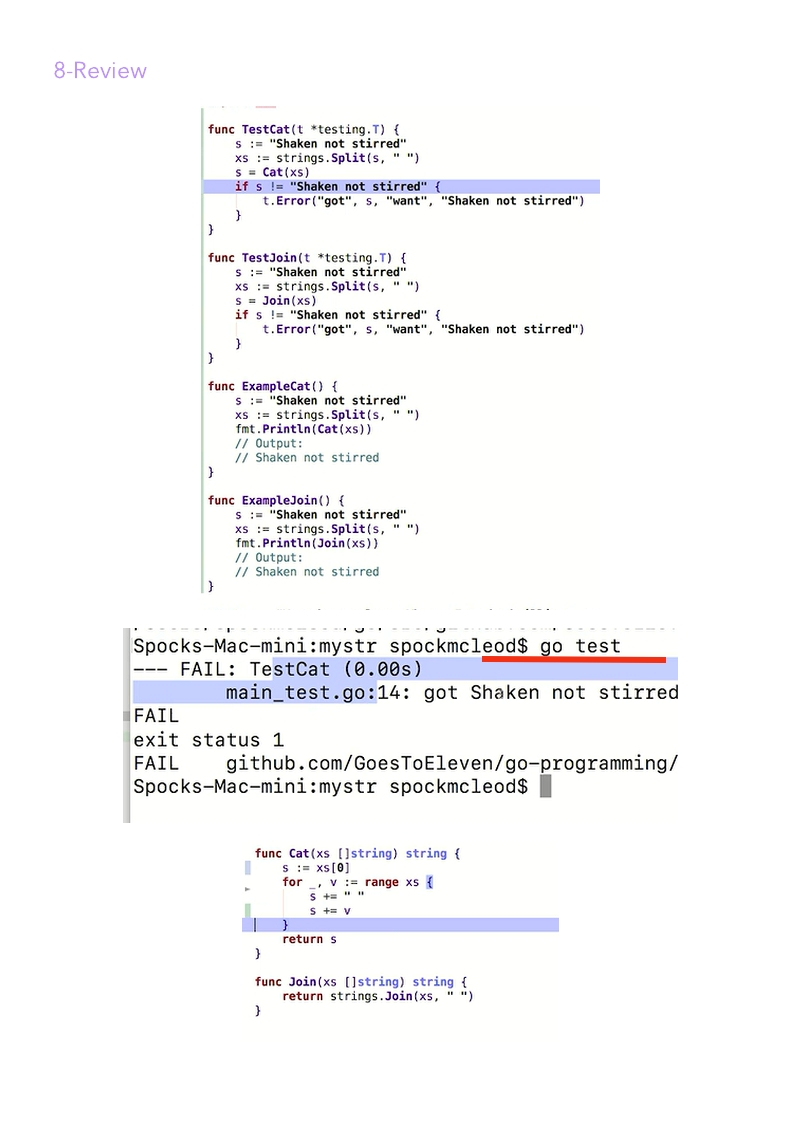 8-Review
func TestCat(t *testing.T) {
    s := "Shaken not stirred"
    xs := strings.Split(s, " ")
    s = Cat(xs)
    if s != "Shaken not stirred" {
        t.Error("got", s, "want", "Shaken not stirred")
    }
}

func TestJoin(t *testing.T) {
    s := "Shaken not stirred"
    xs := strings.Split(s, " ")
    s = Join(xs)
    if s != "Shaken not stirred" {
        t.Error("got", s, "want", "Shaken not stirred")
    }
}

func ExampleCat() {
    s := "Shaken not stirred"
    xs := strings.Split(s, " ")
    fmt.Println(Cat(xs))
    // Output:
    // Shaken not stirred
}

func ExampleJoin() {
    s := "Shaken not stirred"
    xs := strings.Split(s, " ")
    fmt.Println(Join(xs))
    // Output:
    // Shaken not stirred
}
Spocks-Mac-mini:mystr spockmcleod$ go test
--- FAIL: TestCat (0.00s)
        main_test.go:14: got Shaken not stirred
FAIL
exit status 1
FAIL    github.com/GoesToEleven/go-programming/
Spocks-Mac-mini:mystr spockmcleod$
func Cat(xs []string) string {
    s := xs[0]
    for _, v := range xs {
        s += " "
        s += v
    }
    return s
}

func Join(xs []string) string {
    return strings.Join(xs, " ")
}